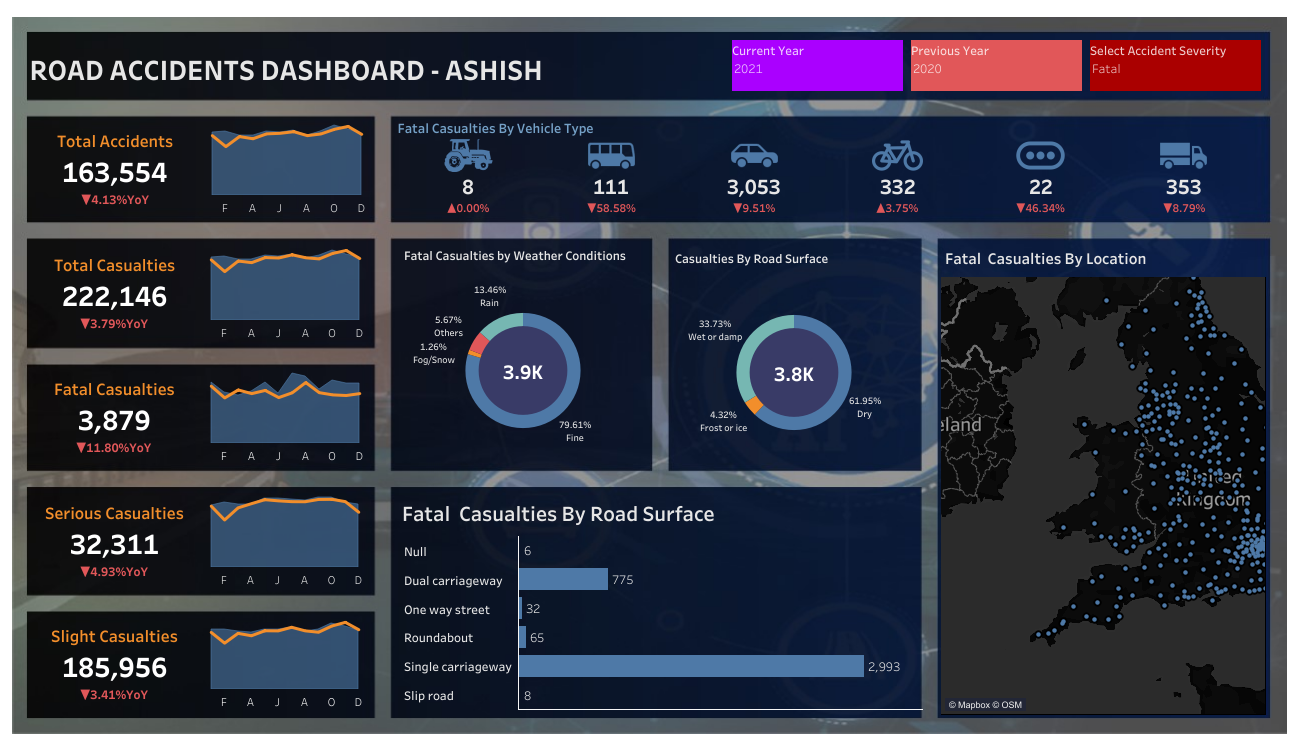 ROAD ACCIDENTS DASHBOARD - ASHISH
Current Year
2021
Previous Year
2020
Select Accident Severity
Fatal
Total Accidents
163,554
▼4.13%YoY
F A J A O D
Total Casualties
222,146
▼3.79%YoY
F A J A O D
Fatal Casualties
3,879
▼11.80%YoY
F A J A O D
Serious Casualties
32,311
▼4.93%YoY
F A J A O D
Slight Casualties
185,956
▼3.41%YoY
F A J A O D
Fatal Casualties By Vehicle Type
8 111 3,053 332 22 353
▲0.00% ▼58.58% ▼9.51% ▲3.75% ▼46.34% ▼8.79%
Fatal Casualties by Weather Conditions
13.46%
Rain
5.67%
Others
1.26%
Fog/Snow
3.9K
79.61%
Fine
Casualties By Road Surface
33.73%
Wet or damp
3.8K
61.95%
Dry
4.32%
Frost or ice
Fatal  Casualties By Road Surface
Null 6
Dual carriageway 775
One way street 32
Roundabout 65
Single carriageway 2,993
Slip road 8
Fatal  Casualties By Location
eland
United
Kingdom
© Mapbox © OSM